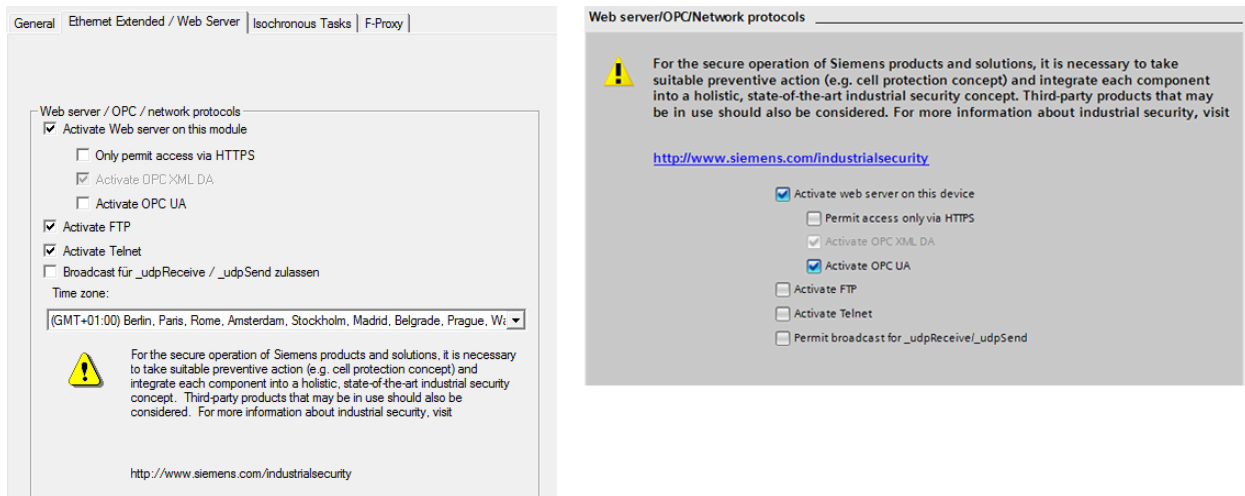 General
Ethernet Extended / Web Server
Isochronous Tasks
F-Proxy
Web server / OPC / network protocols
Activate Web server on this module
Only permit access via HTTPS
Activate OPC XML DA
Activate OPC UA
Activate FTP
Activate Telnet
Broadcast für _udpReceive / _udpSend zulassen
Time zone:
(GMT+01:00) Berlin, Paris, Rome, Amsterdam, Stockholm, Madrid, Belgrade, Prague,
For the secure operation of Siemens products and solutions, it is necessary
to take suitable preventive action (e.g. cell protection concept) and
integrate each component into a holistic, state-of-the-art industrial security
concept. Third-party products that may be in use should also be
considered. For more information about industrial security, visit
http://www.siemens.com/industrialsecurity
Web server/OPC/Network protocols
For the secure operation of Siemens products and solutions, it is necessary to take
suitable preventive action (e.g. cell protection concept) and integrate each component
into a holistic, state-of-the-art industrial security concept. Third-party products that may
be in use should also be considered. For more information about industrial security, visit
http://www.siemens.com/industrialsecurity
Activate web server on this device
Permit access only via HTTPS
Activate OPC XML DA
Activate OPC UA
Activate FTP
Activate Telnet
Permit broadcast for _udpReceive/_udpSend